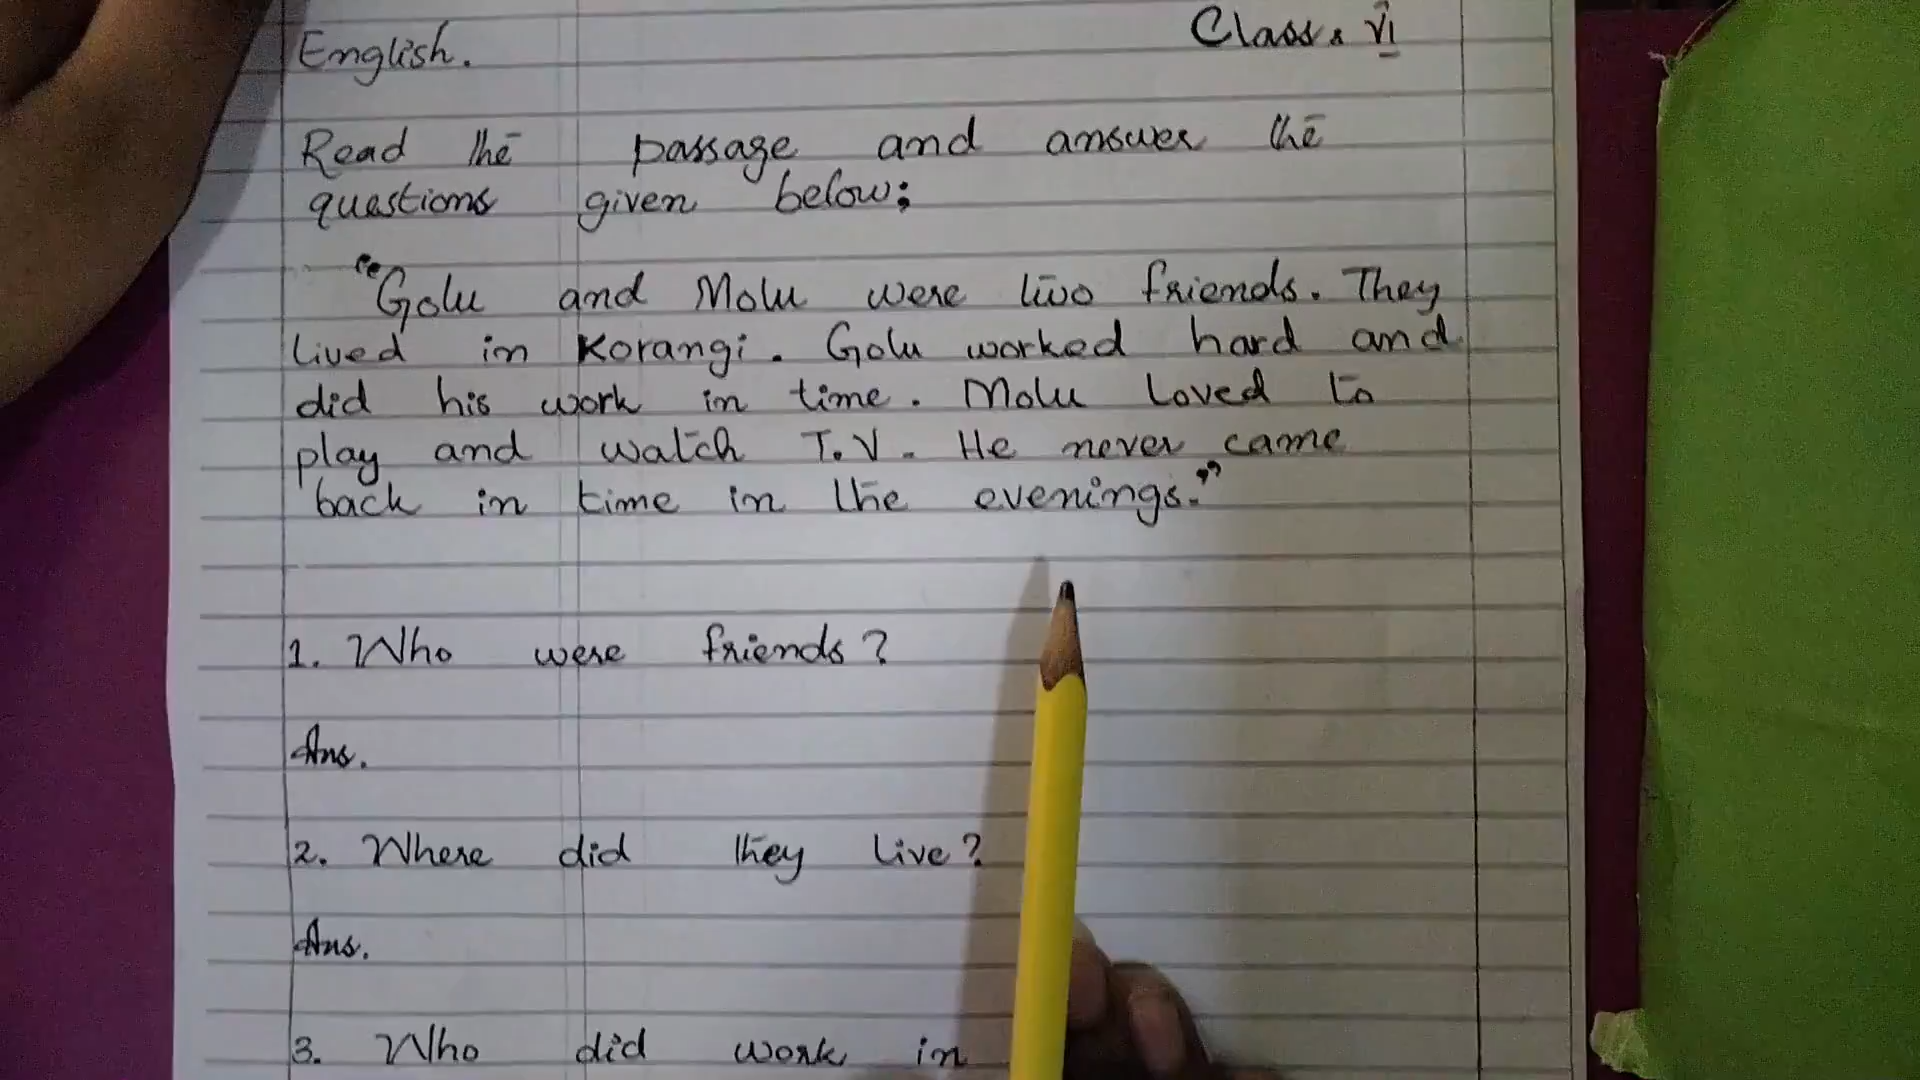 English.
Class: VI
Read the passage and answer the
questions given below:
"Golu and Molu were two friends. They
lived in Korangi. Golu worked hard and
did his work in time. Molu loved to
play and watch T.V. He never came
back in time in the evenings."
1. Who were friends?
Ans.
2. Where did they live?
Ans.
3. Who did work in